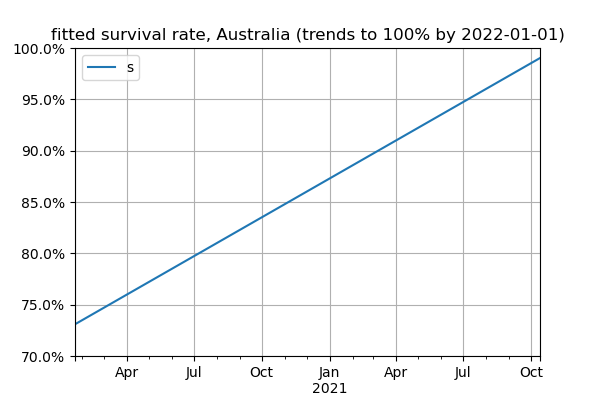 fitted survival rate, Australia (trends to 100% by 2022-01-01)
100.0%
s
95.0%
90.0%
85.0%
80.0%
75.0%
70.0%
Apr Jul Oct Jan Apr Jul Oct
2021